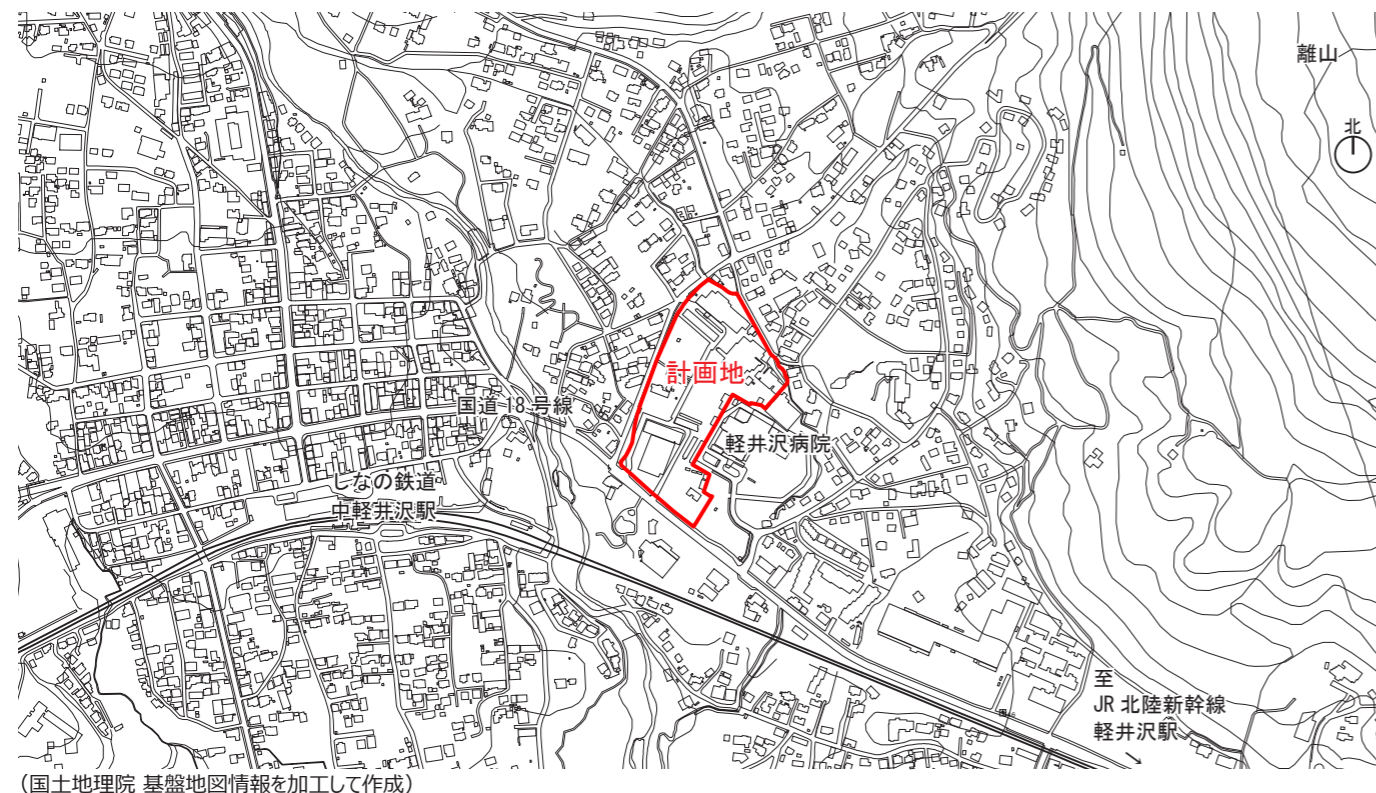 離山
北
計画地
国道 18 号線
軽井沢病院
しなの鉄道
中軽井沢駅
至
JR 北陸新幹線
軽井沢駅
（国土地理院 基盤地図情報を加工して作成）